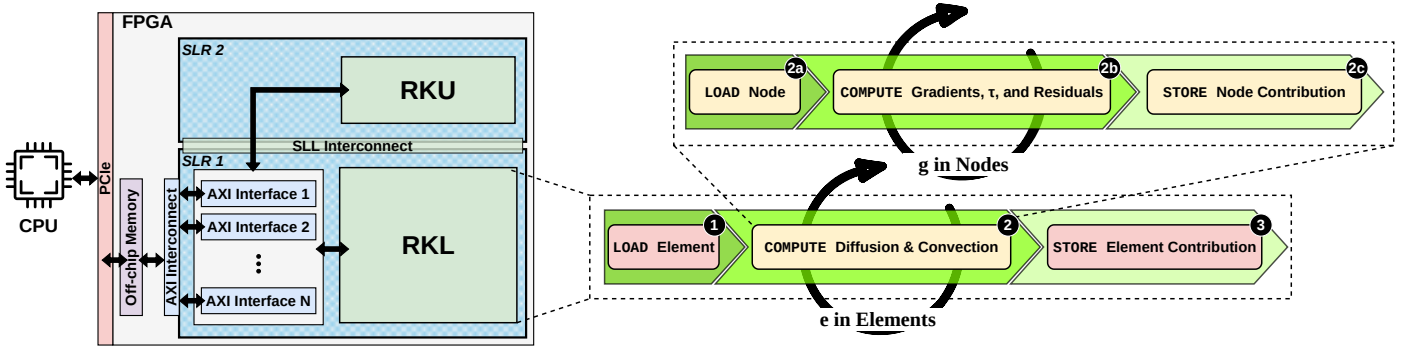 FPGA
SLR 2
RKU
SLL Interconnect
SLR 1
PCIe
CPU
Off-chip Memory
AXI Interconnect
AXI Interface 1
AXI Interface 2
AXI Interface N
RKL
LOAD Node
2a
COMPUTE Gradients, τ, and Residuals
2b
STORE Node Contribution
2c
g in Nodes
LOAD Element
1
COMPUTE Diffusion & Convection
2
STORE Element Contribution
3
e in Elements